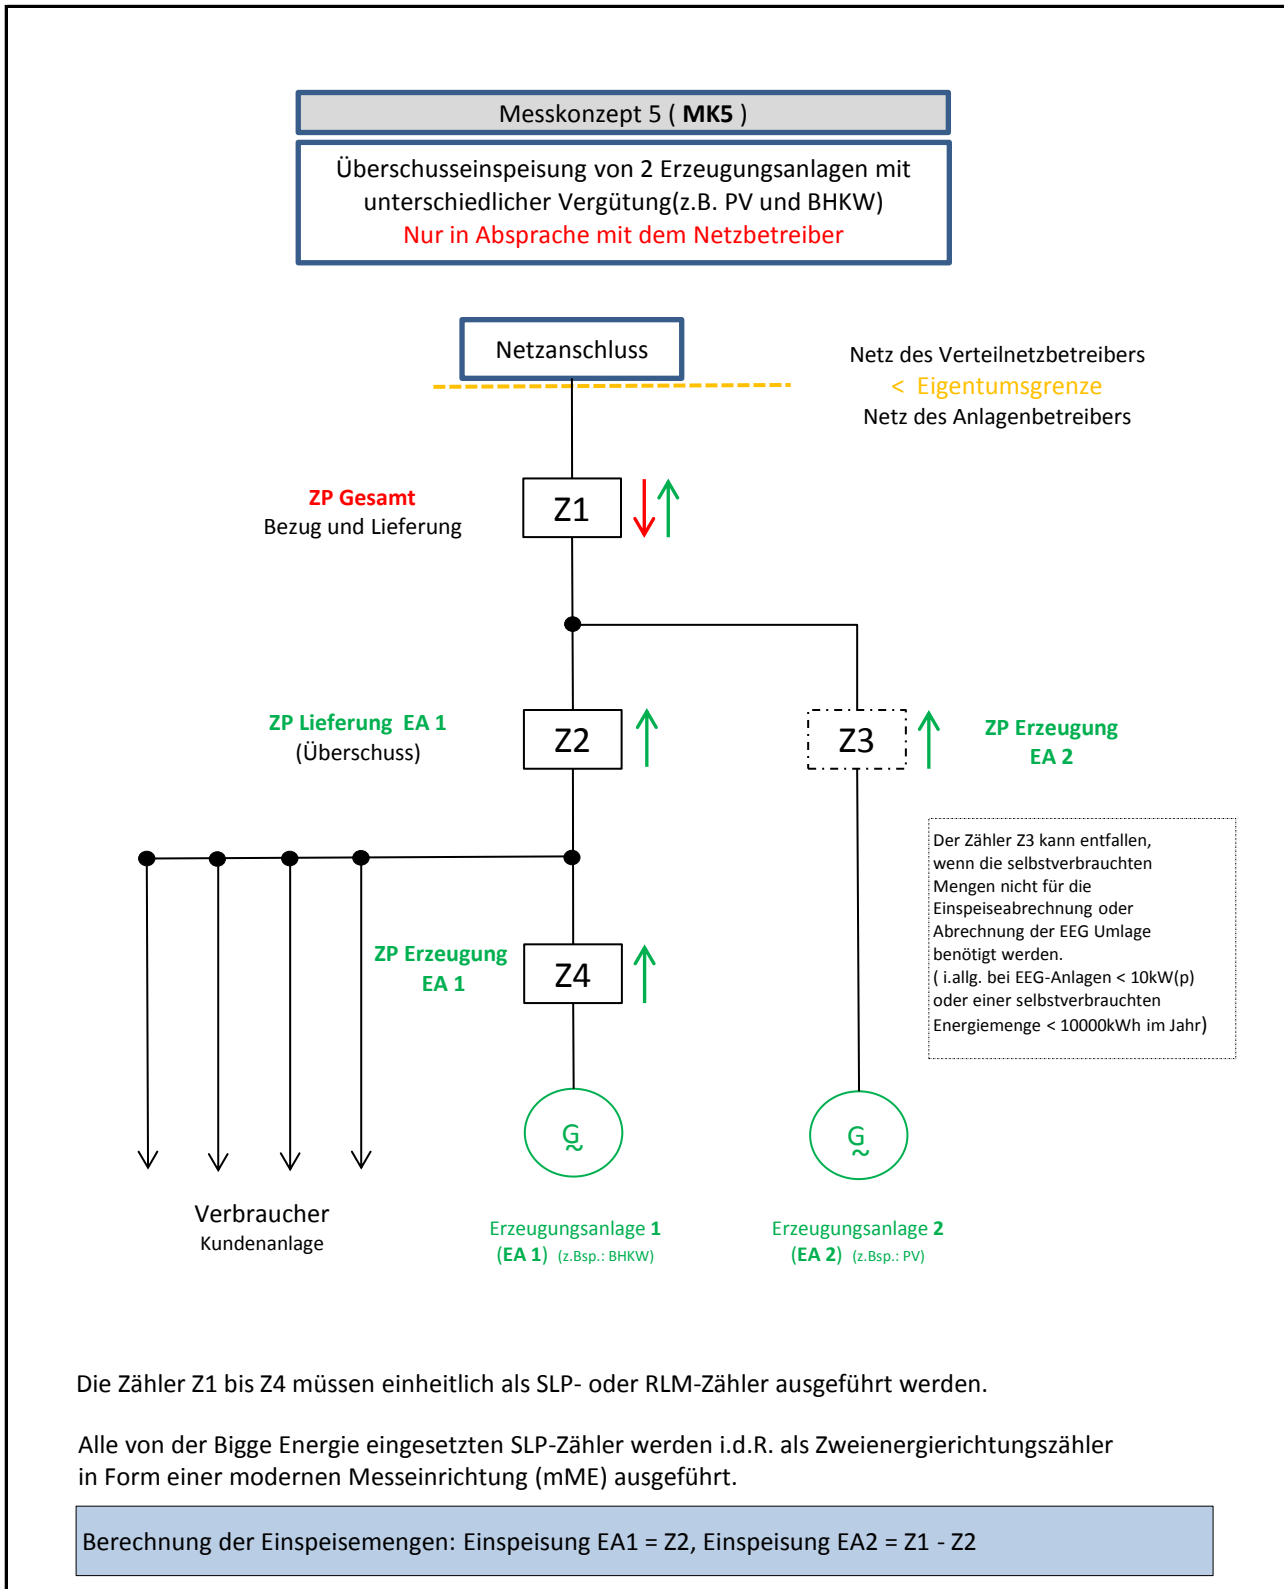 Messkonzept 5 ( MK5 )
Überschusseinspeisung von 2 Erzeugungsanlagen mit
unterschiedlicher Vergütung(z.B. PV und BHKW)
Nur in Absprache mit dem Netzbetreiber
Netzanschluss
Netz des Verteilnetzbetreibers
< Eigentumsgrenze
Netz des Anlagenbetreibers
ZP Gesamt
Bezug und Lieferung
Z1
ZP Lieferung EA 1
(Überschuss)
Z2
Z3
ZP Erzeugung
EA 2
Der Zähler Z3 kann entfallen,
wenn die selbstverbrauchten
Mengen nicht für die
Einspeiseabrechnung oder
Abrechnung der EEG Umlage
benötigt werden.
( i.allg. bei EEG-Anlagen < 10kW(p)
oder einer selbstverbrauchten
Energiemenge < 10000kWh im Jahr)
ZP Erzeugung
EA 1
Z4
G
~
G
~
Verbraucher
Kundenanlage
Erzeugungsanlage 1
(EA 1) (z.Bsp.: BHKW)
Erzeugungsanlage 2
(EA 2) (z.Bsp.: PV)
Die Zähler Z1 bis Z4 müssen einheitlich als SLP- oder RLM-Zähler ausgeführt werden.
Alle von der Bigge Energie eingesetzten SLP-Zähler werden i.d.R. als Zweienergierichtungszähler
in Form einer modernen Messeinrichtung (mME) ausgeführt.
Berechnung der Einspeisemengen: Einspeisung EA1 = Z2, Einspeisung EA2 = Z1 - Z2